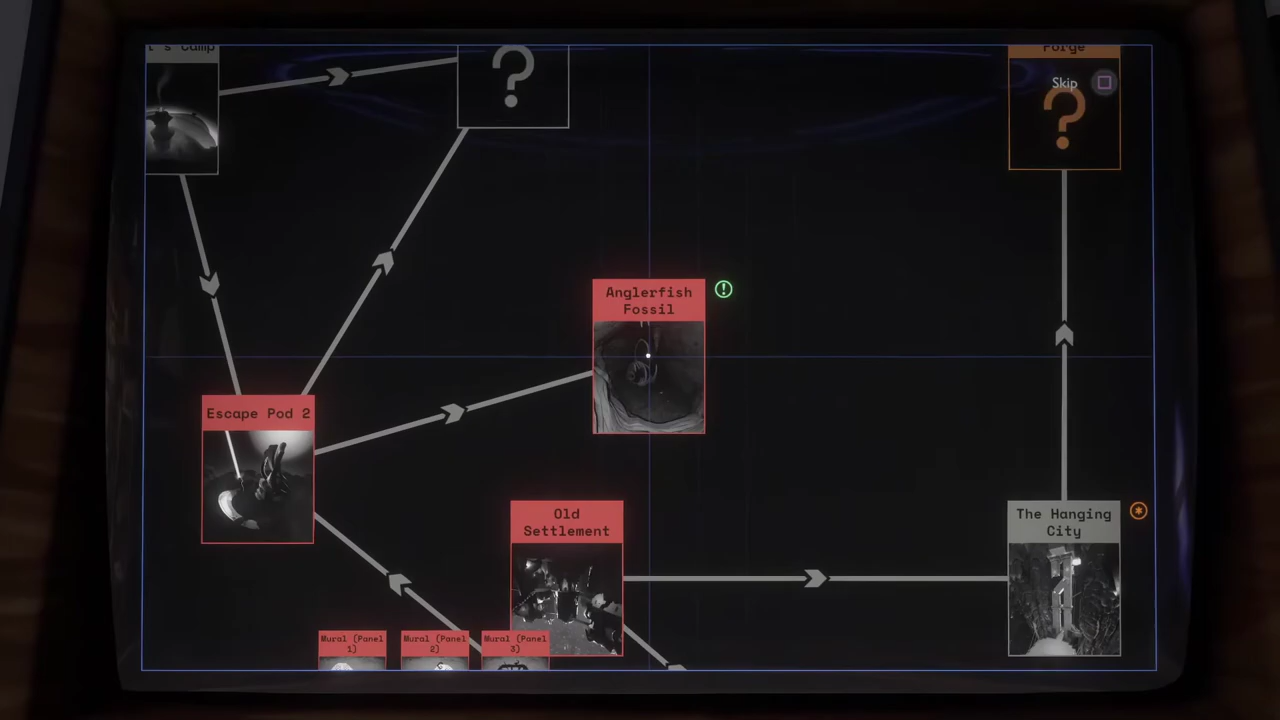 t's Camp
?
Forge
Skip
?
Anglerfish
Fossil
!
Escape Pod 2
Old
Settlement
The Hanging
City
*
Mural (Panel
1)
Mural (Panel
2)
Mural (Panel
3)